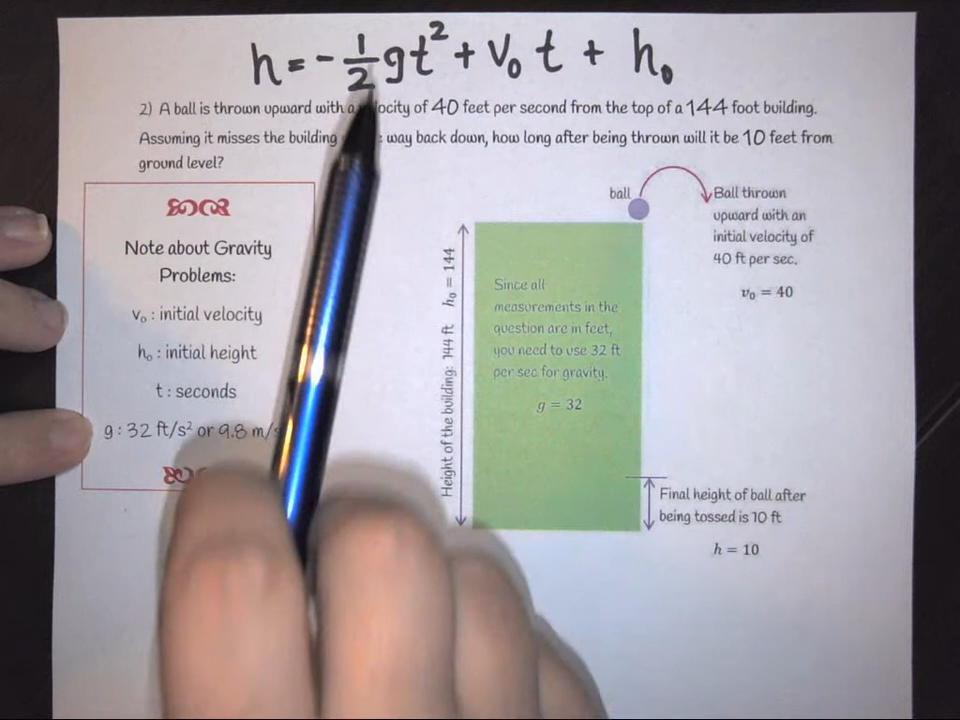 h = -½gt² + v₀t + h₀
2) A ball is thrown upward with a locity of 40 feet per second from the top of a 144 foot building.
Assuming it misses the building way back down, how long after being thrown will it be 10 feet from
ground level?
Note about Gravity
Problems:
v₀ : initial velocity
h₀ : initial height
t : seconds
g : 32 ft/s² or 9.8 m/s
Height of the building: 144 ft h₀ = 144
Since all
measurements in the
question are in feet,
you need to use 32 ft
per sec for gravity.
g = 32
ball
Ball thrown
upward with an
initial velocity of
40 ft per sec.
v₀ = 40
Final height of ball after
being tossed is 10 ft
h = 10